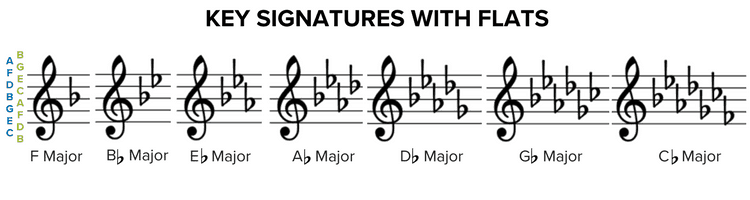 KEY SIGNATURES WITH FLATS
B
A
G
F
E
D
C
B
A
G
F
E
D
C
B
F Major
B♭ Major
E♭ Major
A♭ Major
D♭ Major
G♭ Major
C♭ Major